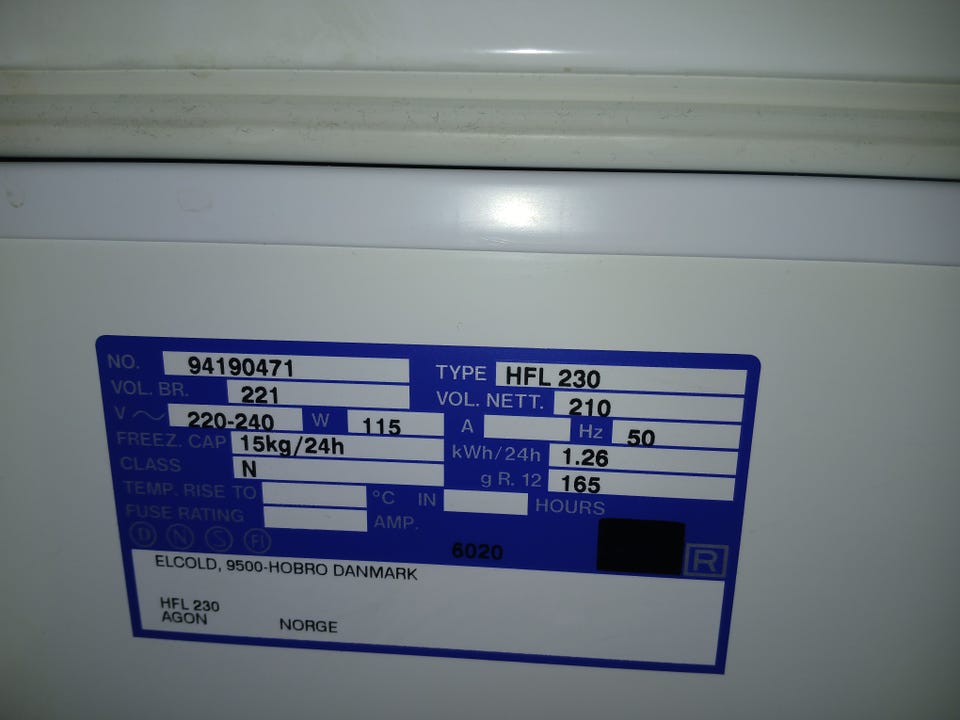 NO. 94190471 TYPE HFL 230
VOL. BR. 221 VOL. NETT. 210
V ~ 220-240 W 115 A Hz 50
FREEZ. CAP 15kg/24h kWh/24h 1.26
CLASS N g R. 12 165
TEMP. RISE TO °C IN HOURS
FUSE RATING AMP.
D N S FI 6020 R
ELCOLD, 9500-HOBRO DANMARK
HFL 230
AGON NORGE